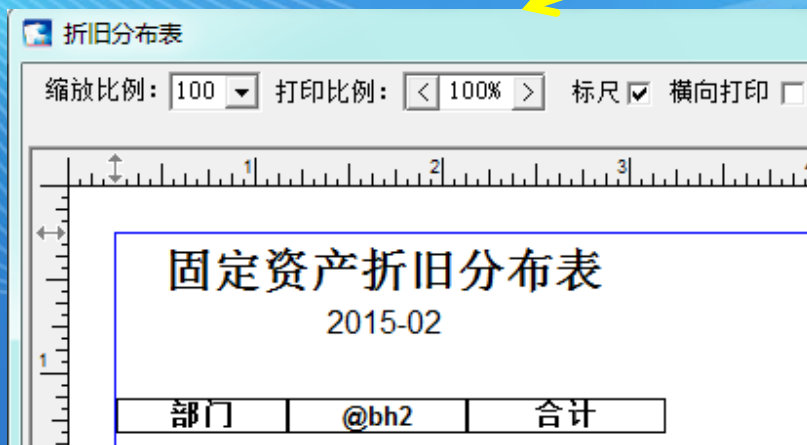 折旧分布表
缩放比例: 100 打印比例: < 100% > 标尺 横向打印
1 2 3
固定资产折旧分布表
2015-02
1
部门 @bh2 合计